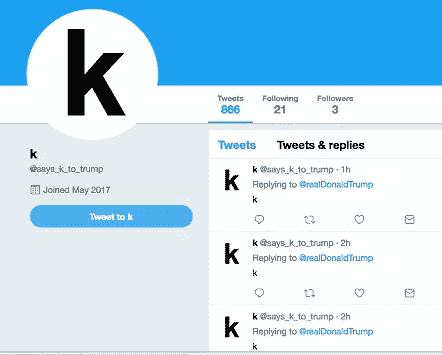 k
Tweets Following Followers
866 21 3
k
@says_k_to_trump
Joined May 2017
Tweet to k
Tweets Tweets & replies
k
k @says_k_to_trump · 1h
Replying to @realDonaldTrump
k
k
k @says_k_to_trump · 2h
Replying to @realDonaldTrump
k
k
k @says_k_to_trump · 2h
Replying to @realDonaldTrump
k